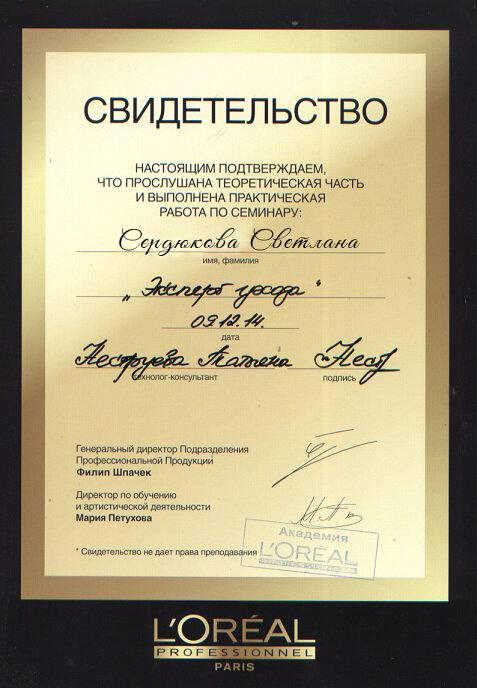 СВИДЕТЕЛЬСТВО
НАСТОЯЩИМ ПОДТВЕРЖДАЕМ,
ЧТО ПРОСЛУШАНА ТЕОРЕТИЧЕСКАЯ ЧАСТЬ
И ВЫПОЛНЕНА ПРАКТИЧЕСКАЯ
РАБОТА ПО СЕМИНАРУ:
Сердюкова Светлана
имя, фамилия
„Эксперт ухода“
09.12.14.
дата
Татьяна
технолог-консультант подпись
Генеральный директор Подразделения
Профессиональной Продукции
Филип Шпачек
Директор по обучению
и артистической деятельности
Мария Петухова
* Свидетельство не дает права преподавания
Академия
L'ORÉAL
L'ORÉAL
PROFESSIONNEL
PARIS